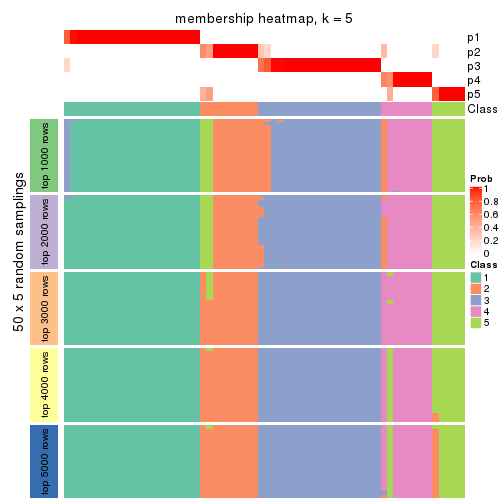 membership heatmap, k = 5
p1
p2
p3
p4
p5
Class
50 x 5 random samplings
top 1000 rows
top 2000 rows
top 3000 rows
top 4000 rows
top 5000 rows
Prob
1
0.8
0.6
0.4
0.2
0
Class
1
2
3
4
5